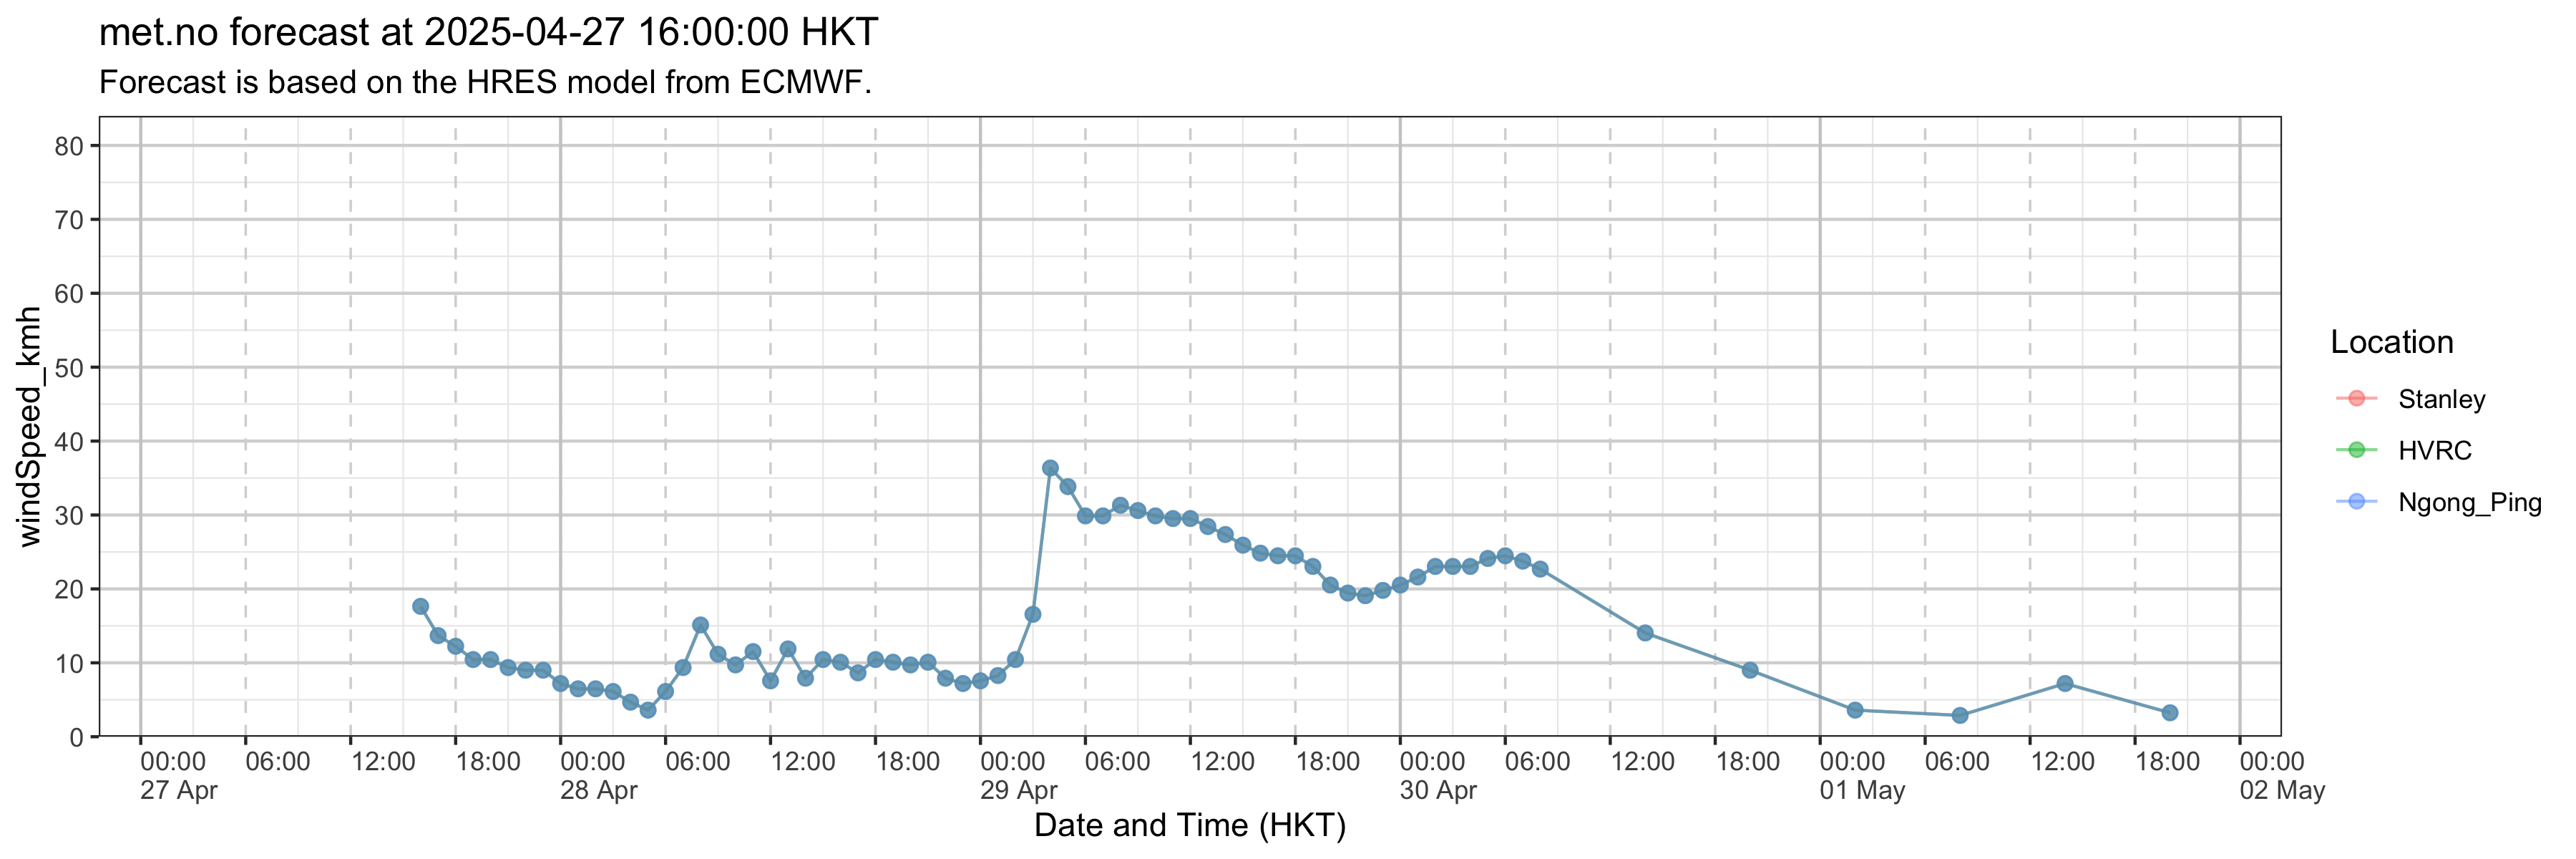 met.no forecast at 2025-04-27 16:00:00 HKT
Forecast is based on the HRES model from ECMWF.
windSpeed_kmh
80
70
60
50
40
30
20
10
0
00:00 06:00 12:00 18:00 00:00 06:00 12:00 18:00 00:00 06:00 12:00 18:00 00:00 06:00 12:00 18:00 00:00 06:00 12:00 18:00 00:00
27 Apr 28 Apr 29 Apr 30 Apr 01 May 02 May
Date and Time (HKT)
Location
Stanley
HVRC
Ngong_Ping